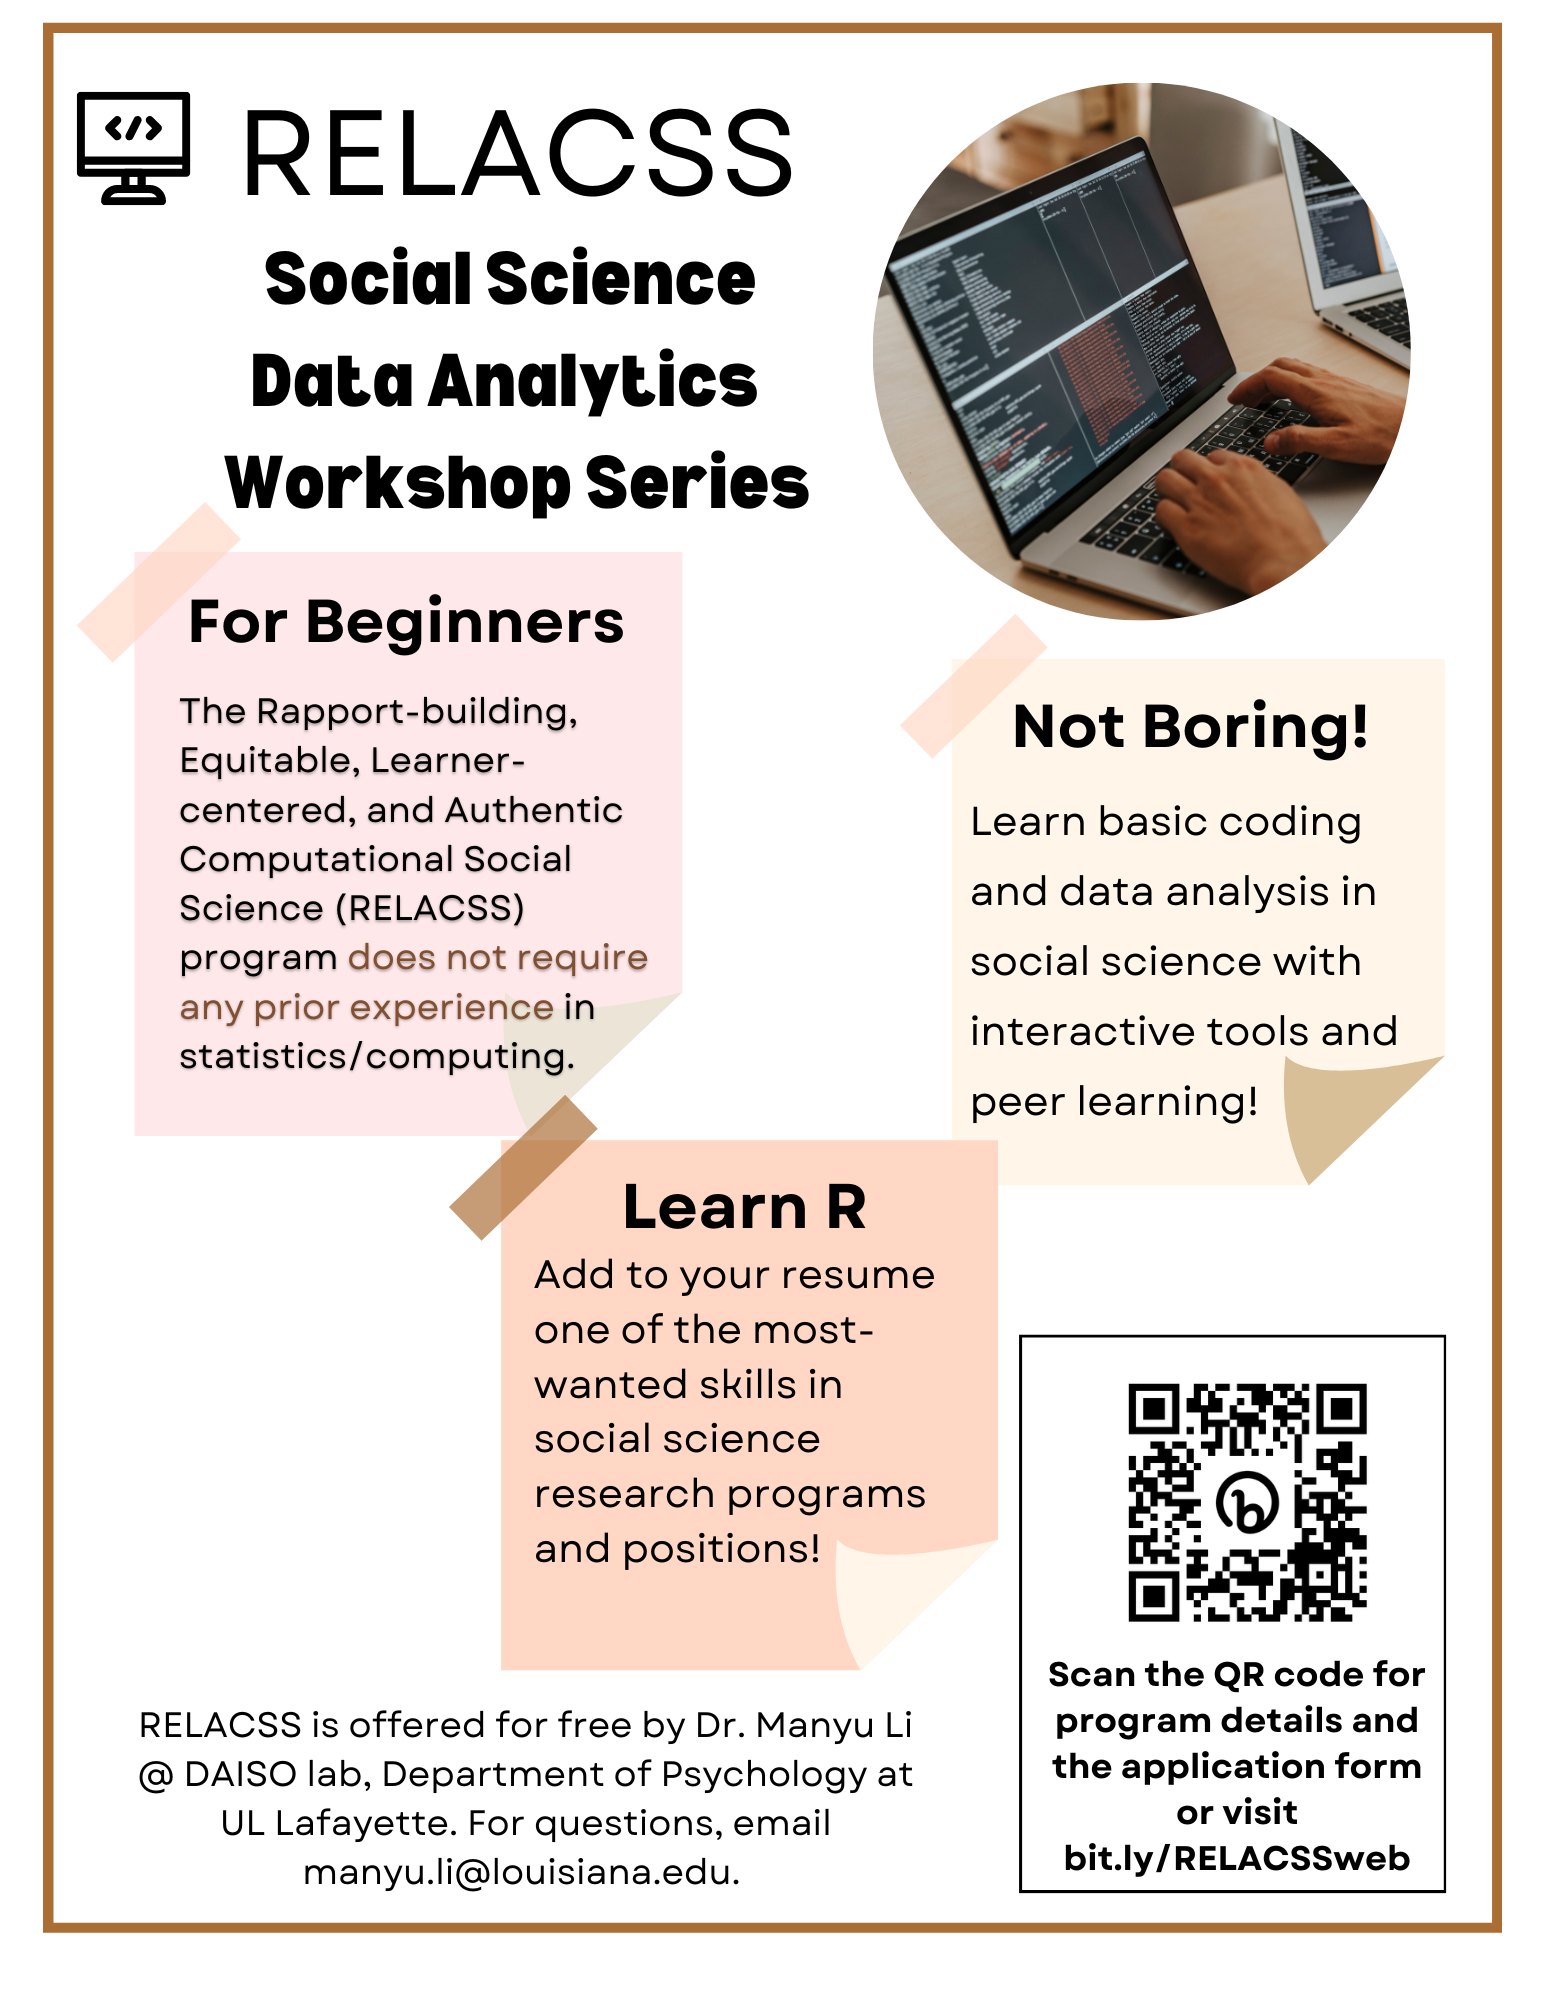 </>
RELACSS
Social Science
Data Analytics
Workshop Series
For Beginners
The Rapport-building,
Equitable, Learner-
centered, and Authentic
Computational Social
Science (RELACSS)
program does not require
any prior experience in
statistics/computing.
Not Boring!
Learn basic coding
and data analysis in
social science with
interactive tools and
peer learning!
Learn R
Add to your resume
one of the most-
wanted skills in
social science
research programs
and positions!
RELACSS is offered for free by Dr. Manyu Li
@ DAISO lab, Department of Psychology at
UL Lafayette. For questions, email
manyu.li@louisiana.edu.
b
Scan the QR code for
program details and
the application form
or visit
bit.ly/RELACSSweb